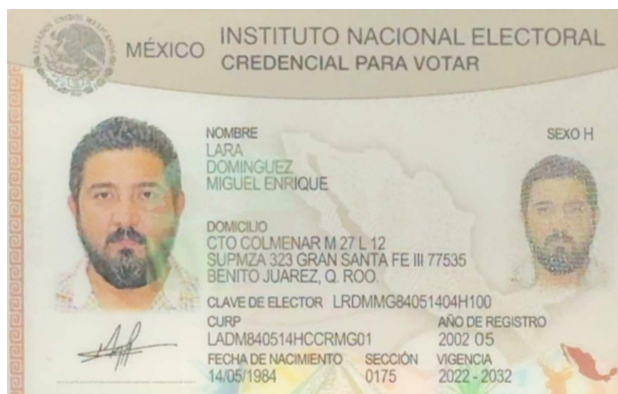 MÉXICO
INSTITUTO NACIONAL ELECTORAL
CREDENCIAL PARA VOTAR
NOMBRE
SEXO H
LARA
DOMINGUEZ
MIGUEL ENRIQUE
DOMICILIO
CTO COLMENAR M 27 L 12
SUPMZA 323 GRAN SANTA FE III 77535
BENITO JUAREZ, Q. ROO.
CLAVE DE ELECTOR LRDMMG84051404H100
CURP AÑO DE REGISTRO
LADM840514HCCRMG01 2002 05
FECHA DE NACIMIENTO SECCIÓN VIGENCIA
14/05/1984 0175 2022 - 2032